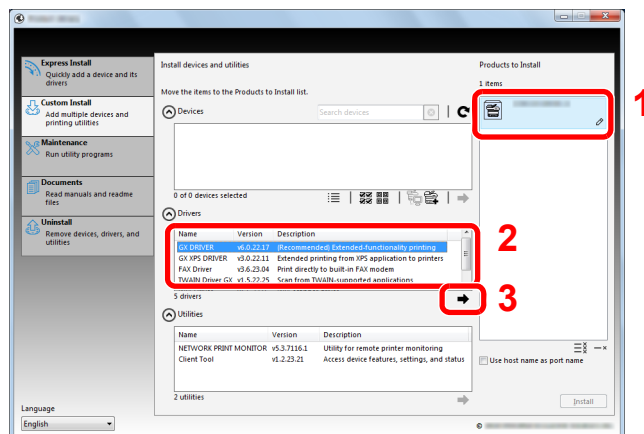 Express Install
Quickly add a device and its
drivers
Custom Install
Add multiple devices and
printing utilities
Maintenance
Run utility programs
Documents
Read manuals and readme
files
Uninstall
Remove devices, drivers, and
utilities
Language
English
Install devices and utilities
Move the items to the Products to Install list.
Devices
Search devices
0 of 0 devices selected
Drivers
Name Version Description
GX DRIVER v6.0.22.17 (Recommended) Extended-functionality printing
GX XPS DRIVER v3.0.22.11 Extended printing from XPS application to printers
FAX Driver v3.6.23.04 Print directly to built-in FAX modem
TWAIN Driver GX v1.5.22.25 Scan from TWAIN-supported applications
5 drivers
Utilities
Name Version Description
NETWORK PRINT MONITOR v5.3.7116.1 Utility for remote printer monitoring
Client Tool v1.2.23.21 Access device features, settings, and status
2 utilities
Products to Install
1 items
Use host name as port name
Install
©
1
2
3